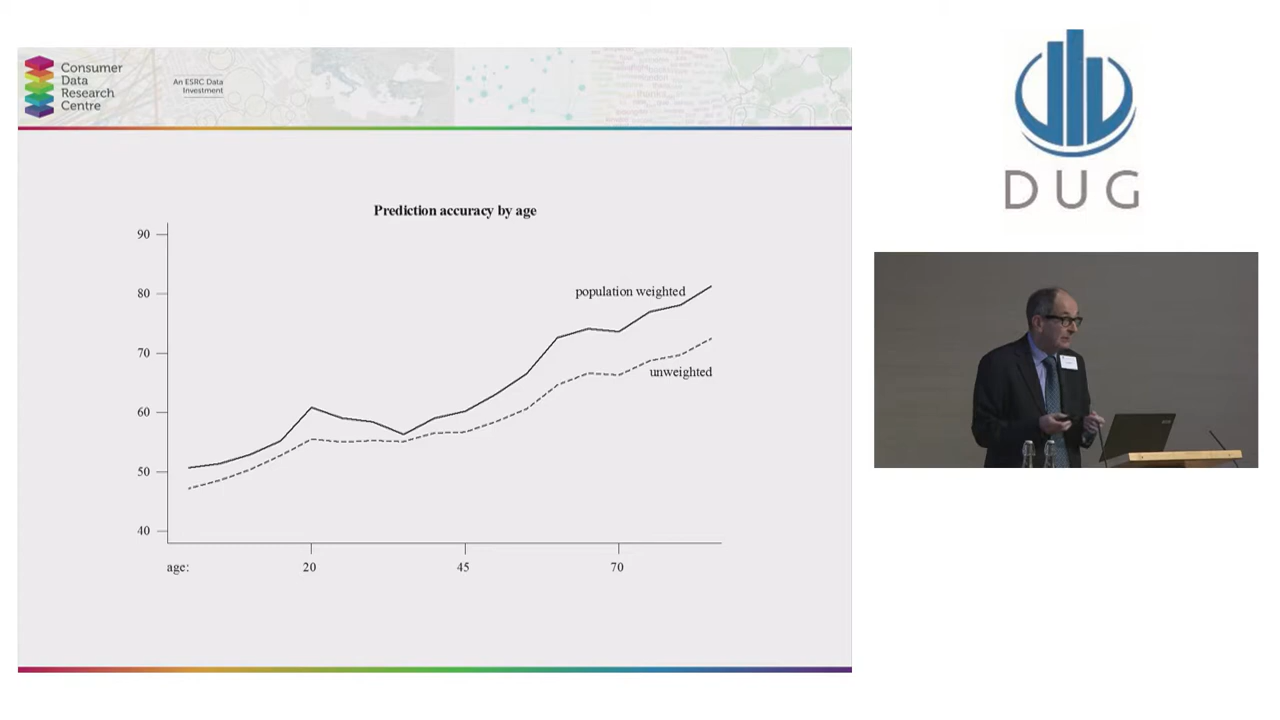 Consumer
Data
Research
Centre
An ESRC Data
Investment
DUG
Prediction accuracy by age
90
80
70
60
50
40
population weighted
unweighted
age:
20
45
70